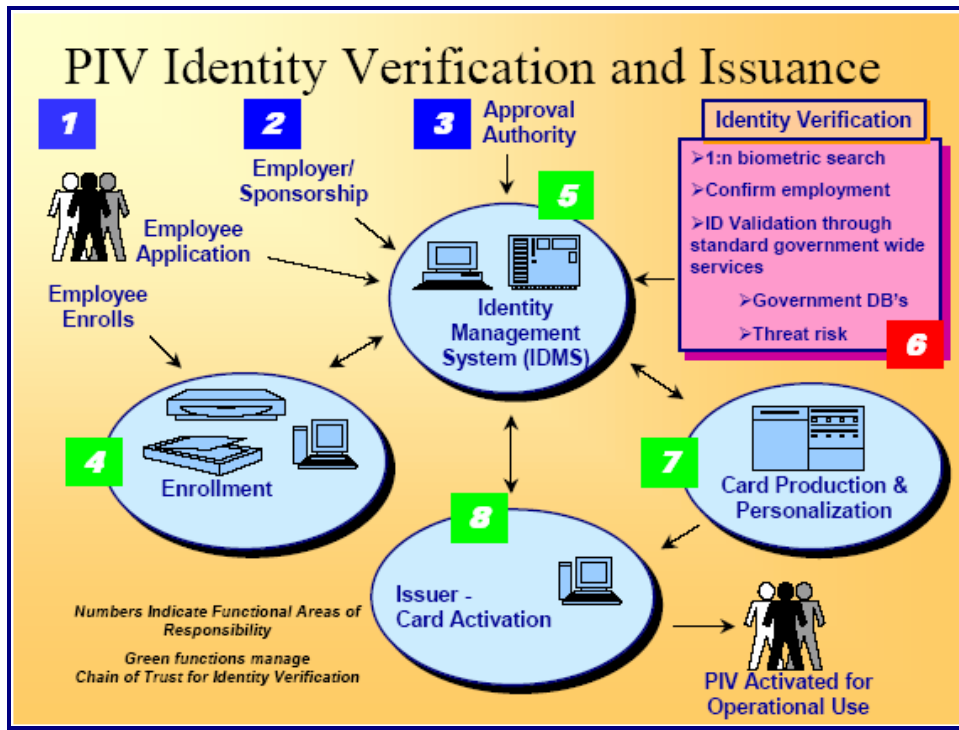 PIV Identity Verification and Issuance
1
2
3
Approval
Authority
Identity Verification
Employer/
Sponsorship
➢1:n biometric search
➢Confirm employment
➢ID Validation through
standard government wide
services
➢Government DB's
➢Threat risk
6
5
Employee
Application
Employee
Enrolls
Identity
Management
System (IDMS)
4
Enrollment
7
Card Production &
Personalization
8
Issuer -
Card Activation
Numbers Indicate Functional Areas of
Responsibility
Green functions manage
Chain of Trust for Identity Verification
PIV Activated for
Operational Use